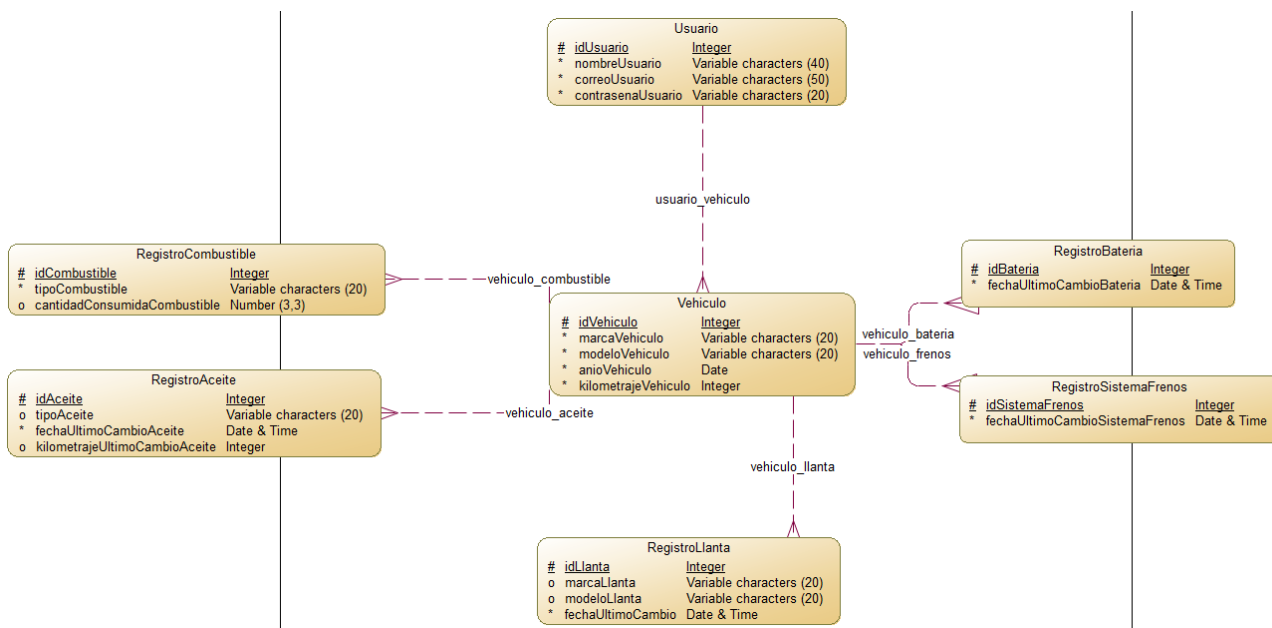 Usuario
# idUsuario Integer
* nombreUsuario Variable characters (40)
* correoUsuario Variable characters (50)
* contrasenaUsuario Variable characters (20)
usuario_vehiculo
RegistroCombustible
# idCombustible Integer
* tipoCombustible Variable characters (20)
o cantidadConsumidaCombustible Number (3,3)
vehiculo_combustible
RegistroBateria
# idBateria Integer
* fechaUltimoCambioBateria Date & Time
Vehiculo
# idVehiculo Integer
* marcaVehiculo Variable characters (20)
* modeloVehiculo Variable characters (20)
* anioVehiculo Date
* kilometrajeVehiculo Integer
vehiculo_bateria
vehiculo_frenos
RegistroAceite
# idAceite Integer
o tipoAceite Variable characters (20)
* fechaUltimoCambioAceite Date & Time
o kilometrajeUltimoCambioAceite Integer
vehiculo_aceite
RegistroSistemaFrenos
# idSistemaFrenos Integer
* fechaUltimoCambioSistemaFrenos Date & Time
vehiculo_llanta
RegistroLlanta
# idLlanta Integer
o marcaLlanta Variable characters (20)
o modeloLlanta Variable characters (20)
* fechaUltimoCambio Date & Time